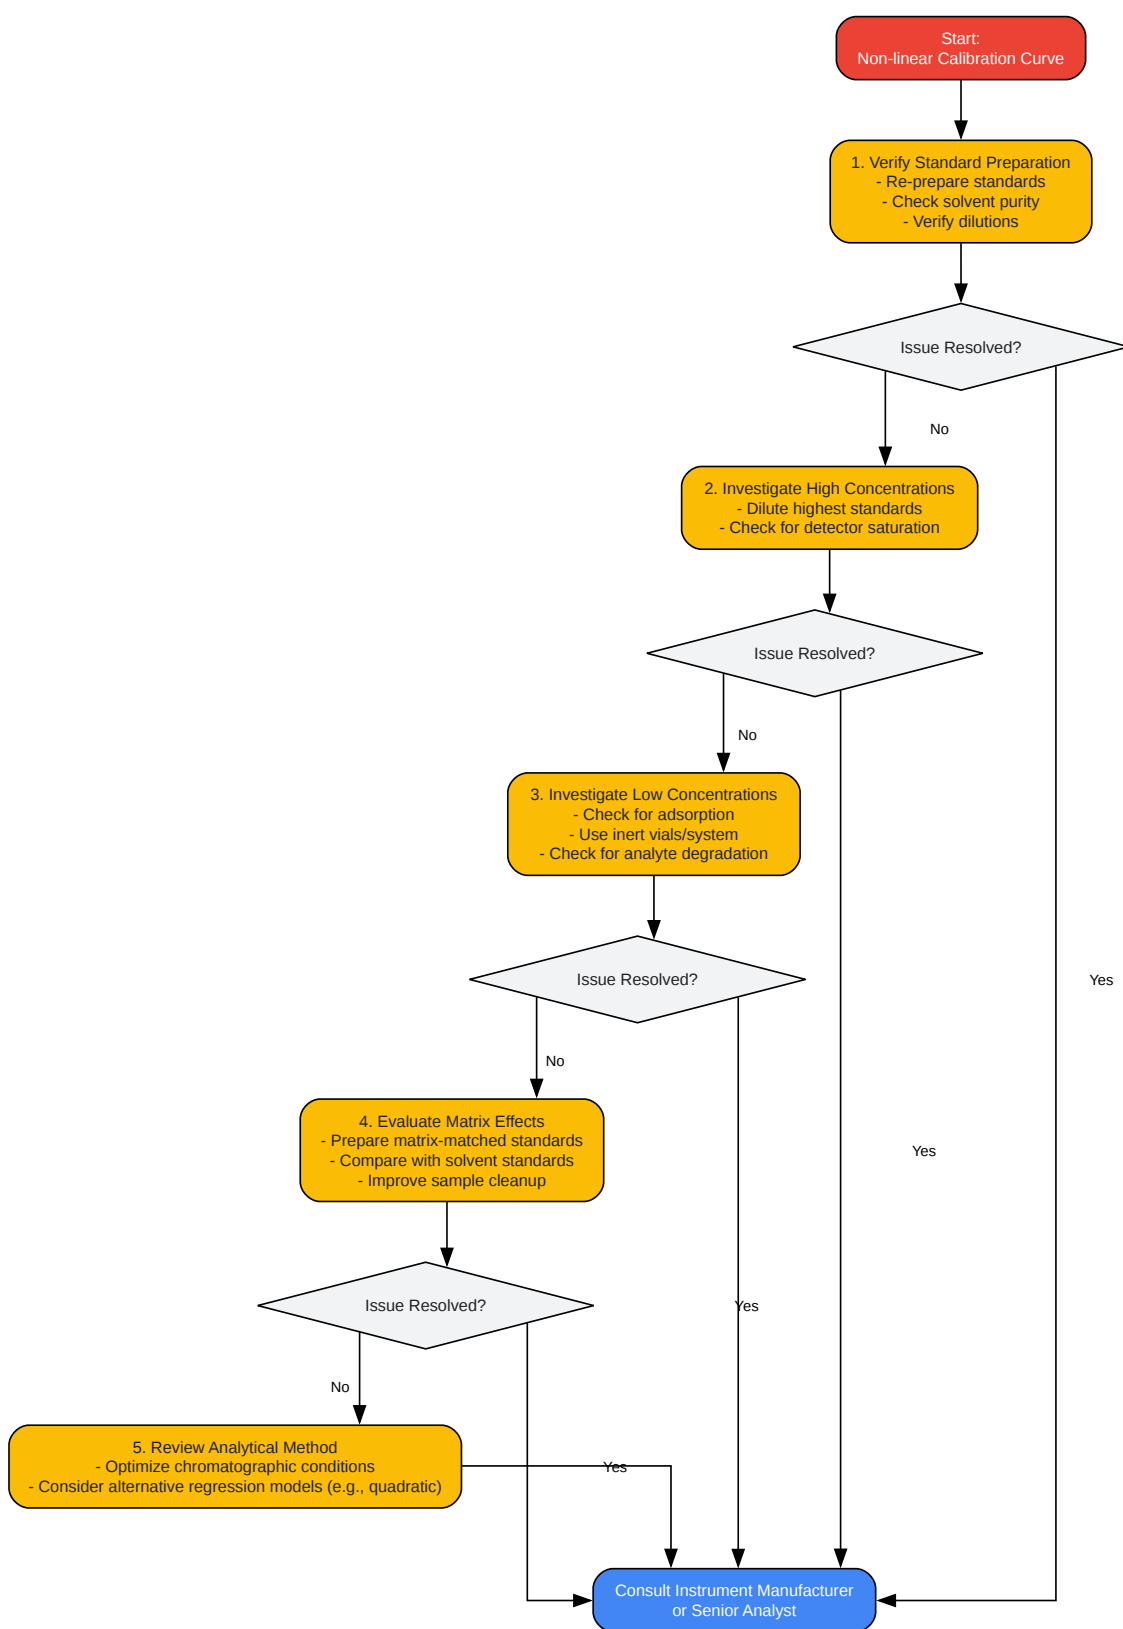 Start:
Non-linear Calibration Curve
1. Verify Standard Preparation
- Re-prepare standards
- Check solvent purity
- Verify dilutions
Issue Resolved?
No
2. Investigate High Concentrations
- Dilute highest standards
- Check for detector saturation
Issue Resolved?
No
3. Investigate Low Concentrations
- Check for adsorption
- Use inert vials/system
- Check for analyte degradation
Issue Resolved?
Yes
No
4. Evaluate Matrix Effects
- Prepare matrix-matched standards
- Compare with solvent standards
- Improve sample cleanup
Yes
Issue Resolved?
Yes
No
5. Review Analytical Method
- Optimize chromatographic conditions
- Consider alternative regression models (e.g., quadratic)
Yes
Consult Instrument Manufacturer
or Senior Analyst